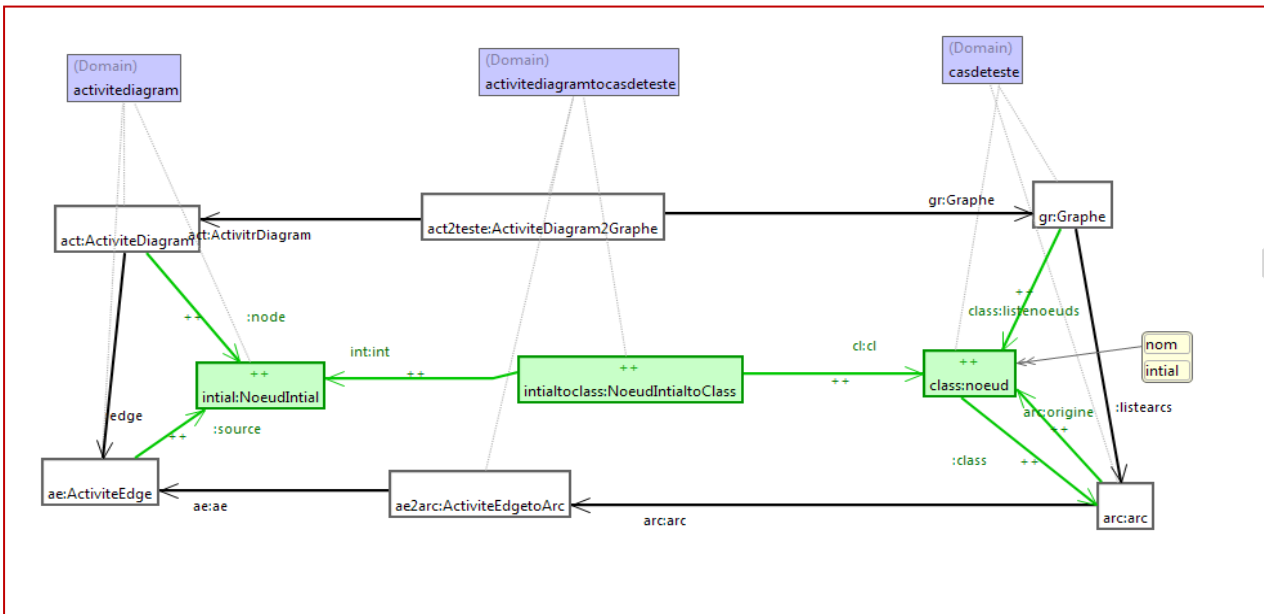 (Domain)
activitediagram
(Domain)
activitediagramtocasdeteste
(Domain)
casdeteste
act:ActiviteDiagram
act:ActivitrDiagram
act2teste:ActiviteDiagram2Graphe
gr:Graphe
gr:Graphe
++
:node
++
class:listenoeuds
int:int
++
cl:cl
++
++
intial:NoeudIntial
++
intialtoclass:NoeudIntialtoClass
++
class:noeud
nom
intial
edge
:source
++
arc:origine
++
:listearcs
:class
++
ae:ActiviteEdge
ae:ae
ae2arc:ActiviteEdgetoArc
arc:arc
arc:arc